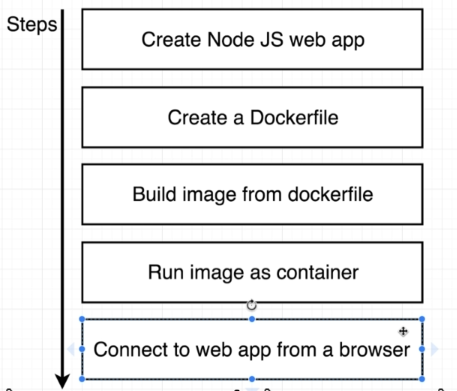 Steps
Create Node JS web app
Create a Dockerfile
Build image from dockerfile
Run image as container
Connect to web app from a browser